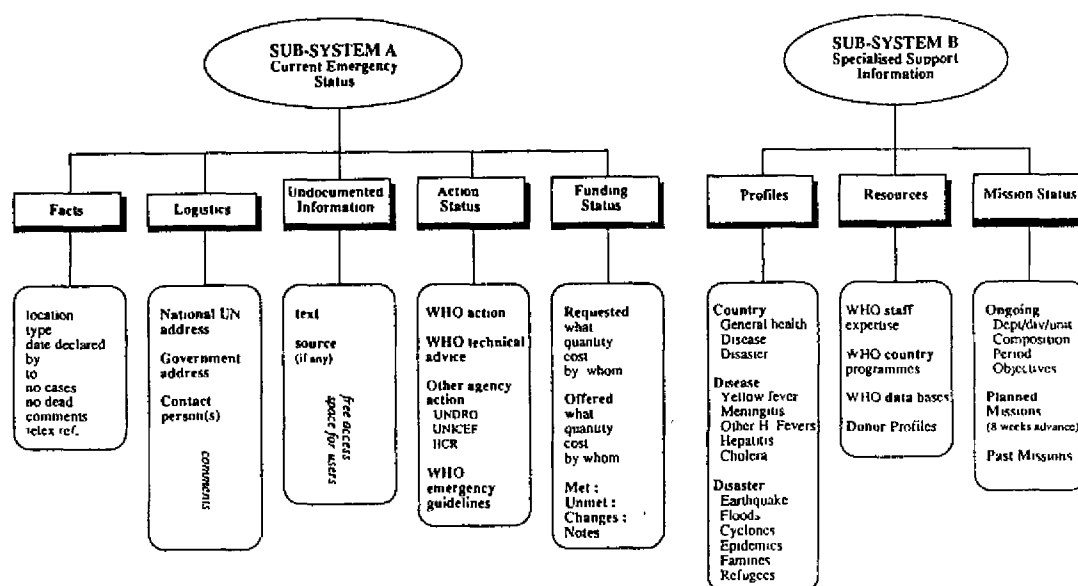 SUB-SYSTEM A
Current Emergency
Status
Facts
location
type
date declared
by
to
no cases
no dead
comments
telex ref.
Logistics
National UN
address
Government
address
Contact
person(s)
comments
Undocumented
Information
text
source
(if any)
free access
space for users
Action
Status
WHO action
WHO technical
advice
Other agency
action
UNDRO
UNICEF
HCR
WHO
emergency
guidelines
Funding
Status
Requested
what
quantity
cost
by whom
Offered
what
quantity
cost
by whom
Met :
Unmet :
Changes :
Notes
SUB-SYSTEM B
Specialised Support
Information
Profiles
Country
General health
Disease
Disaster
Disease
Yellow fever
Meningitis
Other H. Fevers
Hepatitis
Cholera
Disaster
Earthquake
Floods
Cyclones
Epidemics
Famines
Refugees
Resources
WHO staff
expertise
WHO country
programmes
WHO data bases
Donor Profiles
Mission Status
Ongoing
Dept/div/unit
Composition
Period
Objectives
Planned
Missions
(8 weeks advance)
Past Missions